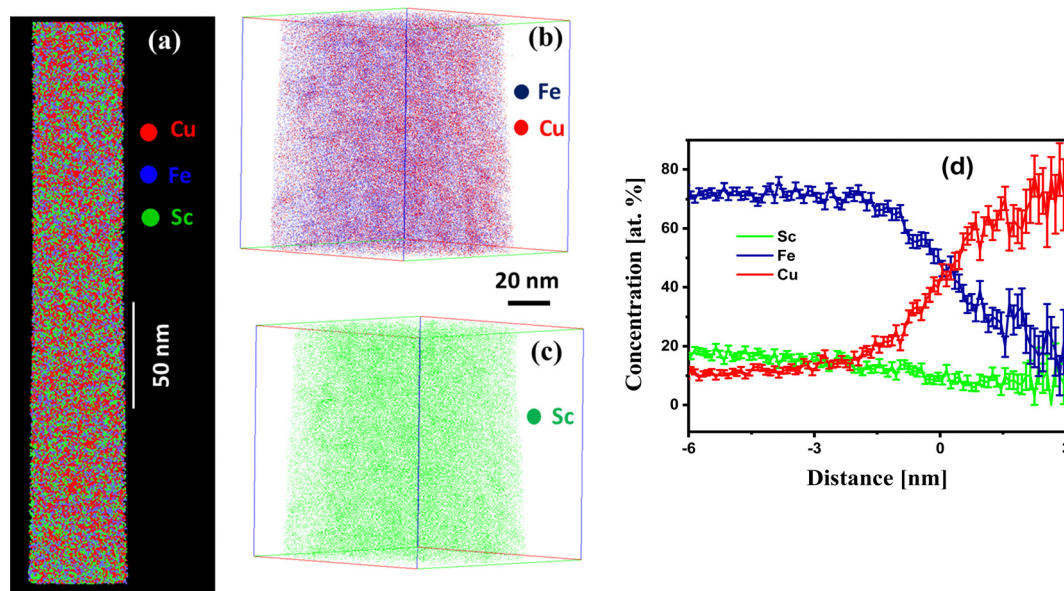 (a)
Cu
Fe
Sc
50 nm
(b)
Fe
Cu
20 nm
(c)
Sc
(d)
Concentration [at. %]
80
60
40
20
0
Sc
Fe
Cu
-6
-3
0
3
Distance [nm]